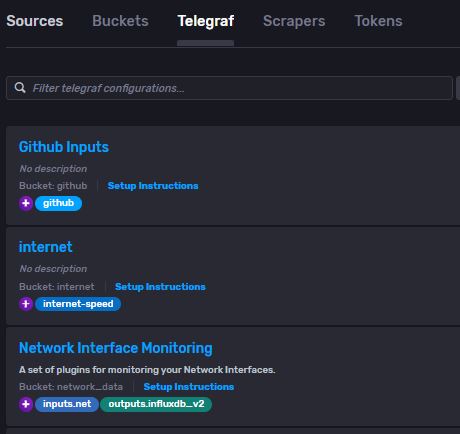 Sources Buckets Telegraf Scrapers Tokens
Filter telegraf configurations...
Github Inputs
No description
Bucket: github Setup Instructions
github
internet
No description
Bucket: internet Setup Instructions
internet-speed
Network Interface Monitoring
A set of plugins for monitoring your Network Interfaces.
Bucket: network_data Setup Instructions
inputs.net outputs.influxdb_v2